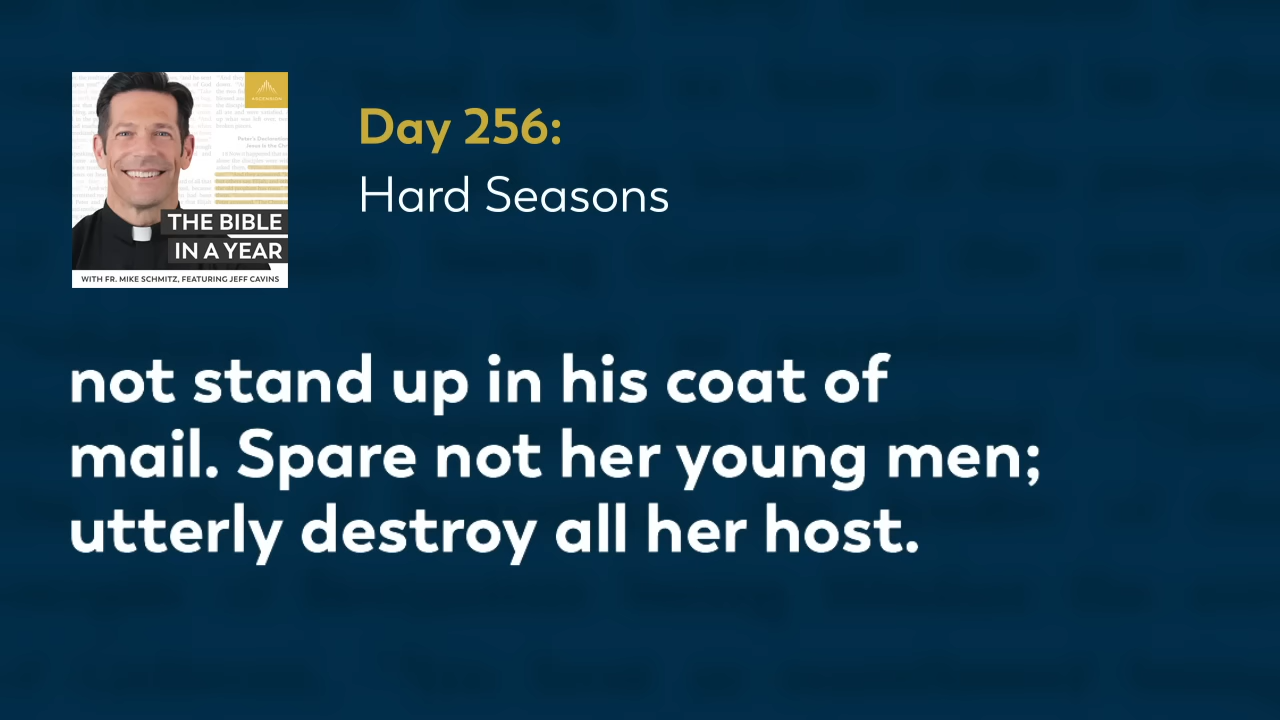 Day 256:
Hard Seasons
ASCENSION
THE BIBLE
IN A YEAR
WITH FR. MIKE SCHMITZ, FEATURING JEFF CAVINS
not stand up in his coat of
mail. Spare not her young men;
utterly destroy all her host.